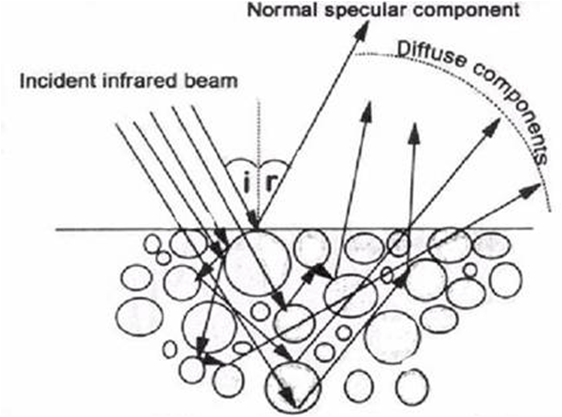 Normal specular component
Diffuse components
Incident infrared beam
i r